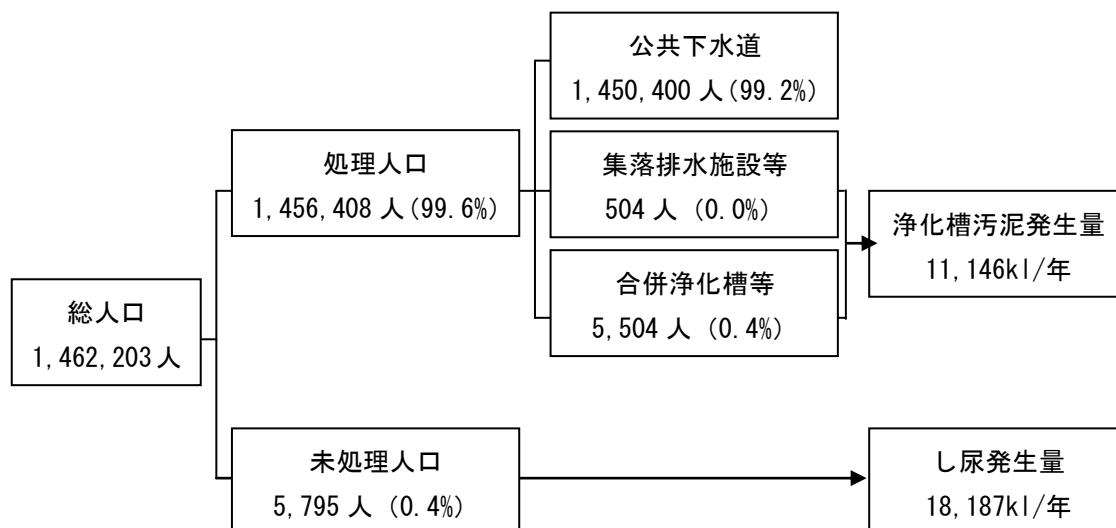 総人口
1,462,203 人
処理人口
1,456,408 人(99.6%)
公共下水道
1,450,400 人(99.2%)
集落排水施設等
504 人 (0.0%)
合併浄化槽等
5,504 人 (0.4%)
浄化槽汚泥発生量
11,146kl/年
未処理人口
5,795 人 (0.4%)
し尿発生量
18,187kl/年